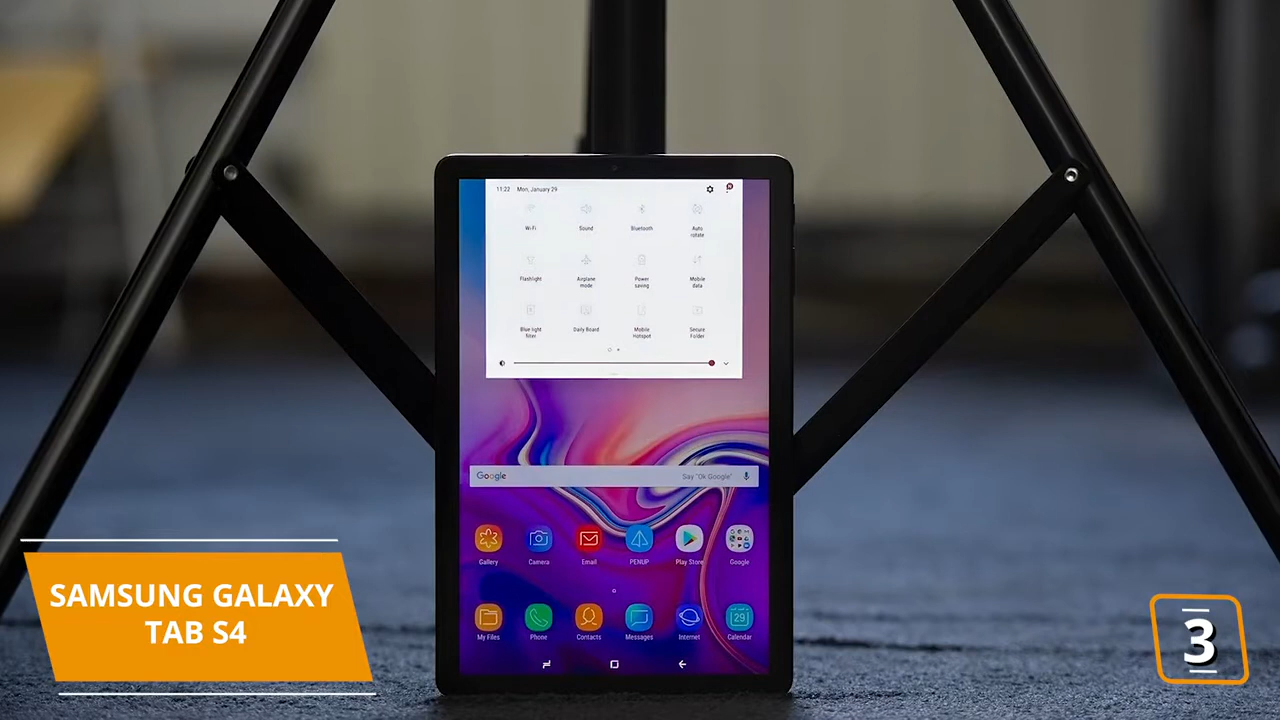 11:22 Mon, January 29
Wi-Fi Sound Bluetooth Auto
rotate
Flashlight Airplane Power Mobile
mode saving data
Blue light Daily Board Mobile Secure
filter Hotspot Folder
Google Say "Ok Google"
Gallery Camera Email PENUP Play Store Google
29
My Files Phone Contacts Messages Internet Calendar
SAMSUNG GALAXY
TAB S4
3